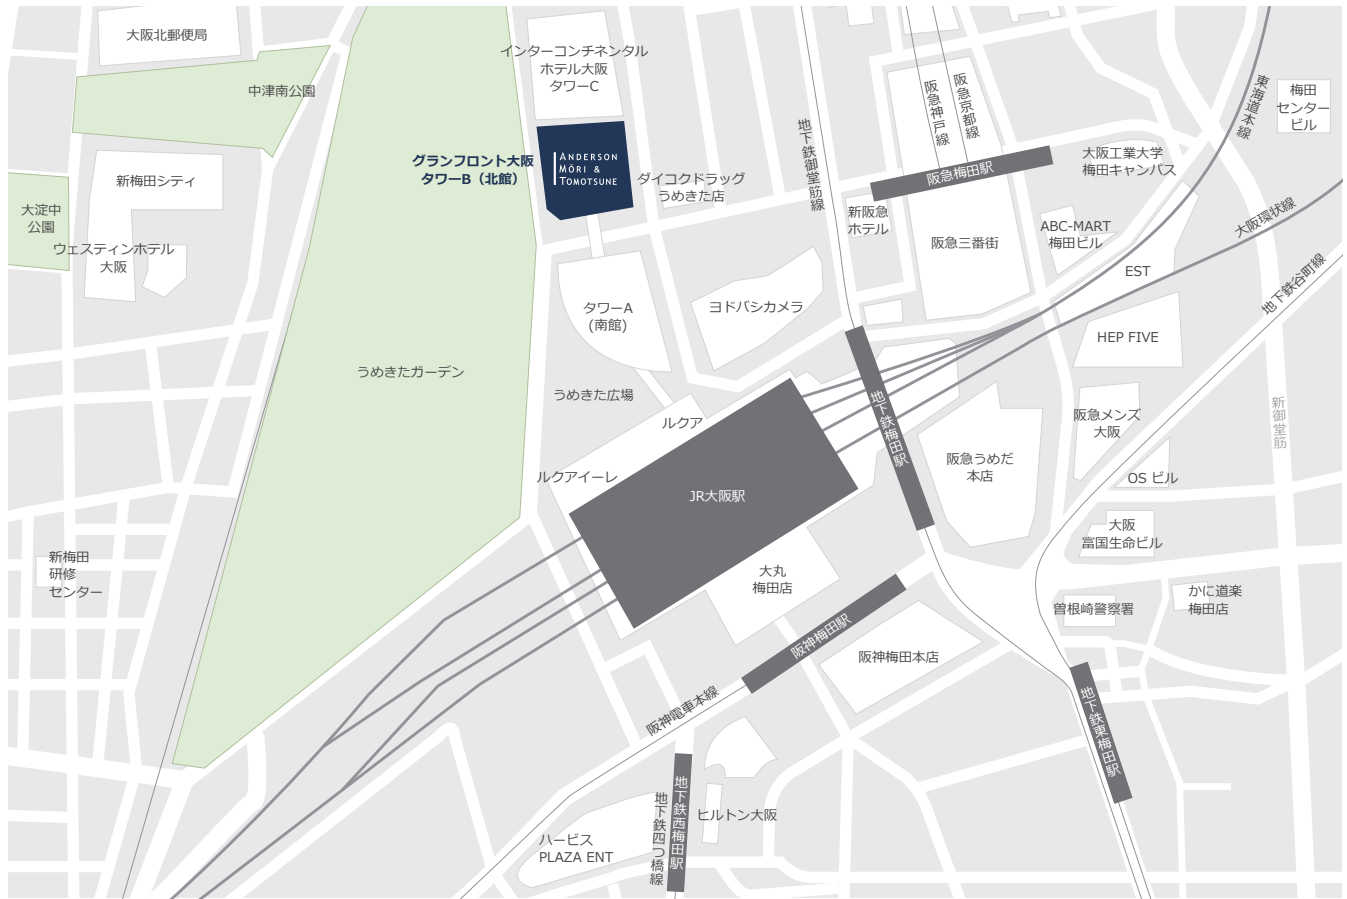 大阪北郵便局
中津南公園
インターコンチネンタル
ホテル大阪
タワーC
阪急神戸線
阪急京都線
東海道本線
梅田
センター
ビル
グランフロント大阪
タワーB（北館）
ANDERSON
MŌRI &
TOMOTSUNE
ダイコクドラッグ
うめきた店
地下鉄御堂筋線
阪急梅田駅
大阪工業大学
梅田キャンパス
新梅田シティ
大淀中
公園
ウェスティンホテル
大阪
新阪急
ホテル
阪急三番街
ABC-MART
梅田ビル
大阪環状線
EST
地下鉄谷町線
タワーA
(南館)
ヨドバシカメラ
HEP FIVE
うめきたガーデン
うめきた広場
ルクア
ルクアイーレ
JR大阪駅
地下鉄梅田駅
阪急うめだ
本店
阪急メンズ
大阪
新御堂筋
OS ビル
大阪
富国生命ビル
新梅田
研修
センター
大丸
梅田店
かに道楽
梅田店
曽根崎警察署
阪神梅田駅
阪神梅田本店
阪神電車本線
地下鉄東梅田駅
地下鉄西梅田駅
地下鉄四つ橋線
ヒルトン大阪
ハービス
PLAZA ENT